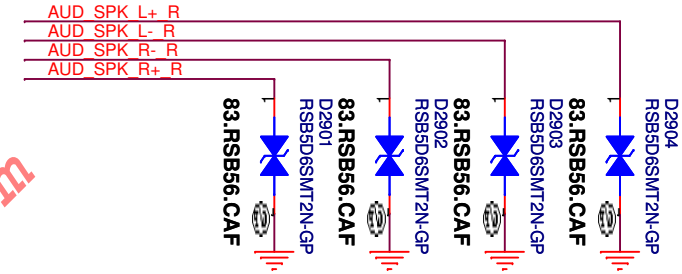 AUD_SPK_L+_R
AUD_SPK_L-_R
AUD_SPK_R-_R
AUD_SPK_R+_R
1
D2901
RSB5D6SMT2N-GP
83.RSB56.CAF
1
D2902
RSB5D6SMT2N-GP
83.RSB56.CAF
1
D2903
RSB5D6SMT2N-GP
83.RSB56.CAF
1
D2904
RSB5D6SMT2N-GP
83.RSB56.CAF
m